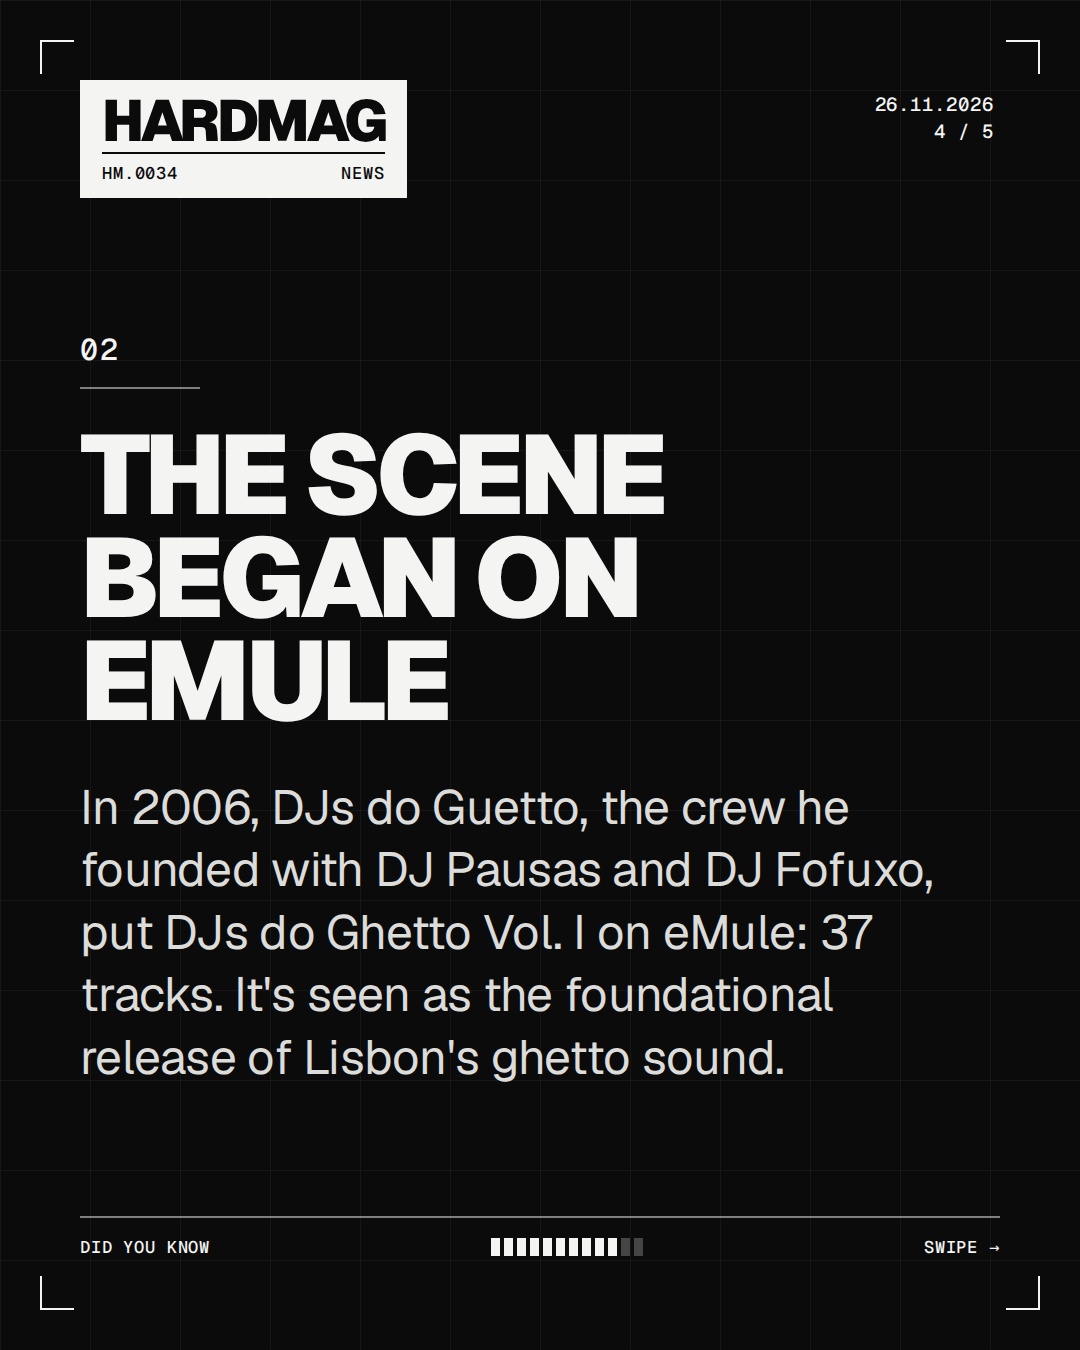 HARDMAG
HM.0034 NEWS
26.11.2026
4 / 5
02
THE SCENE
BEGAN ON
EMULE
In 2006, DJs do Guetto, the crew he
founded with DJ Pausas and DJ Fofuxo,
put DJs do Ghetto Vol. I on eMule: 37
tracks. It's seen as the foundational
release of Lisbon's ghetto sound.
DID YOU KNOW
SWIPE →